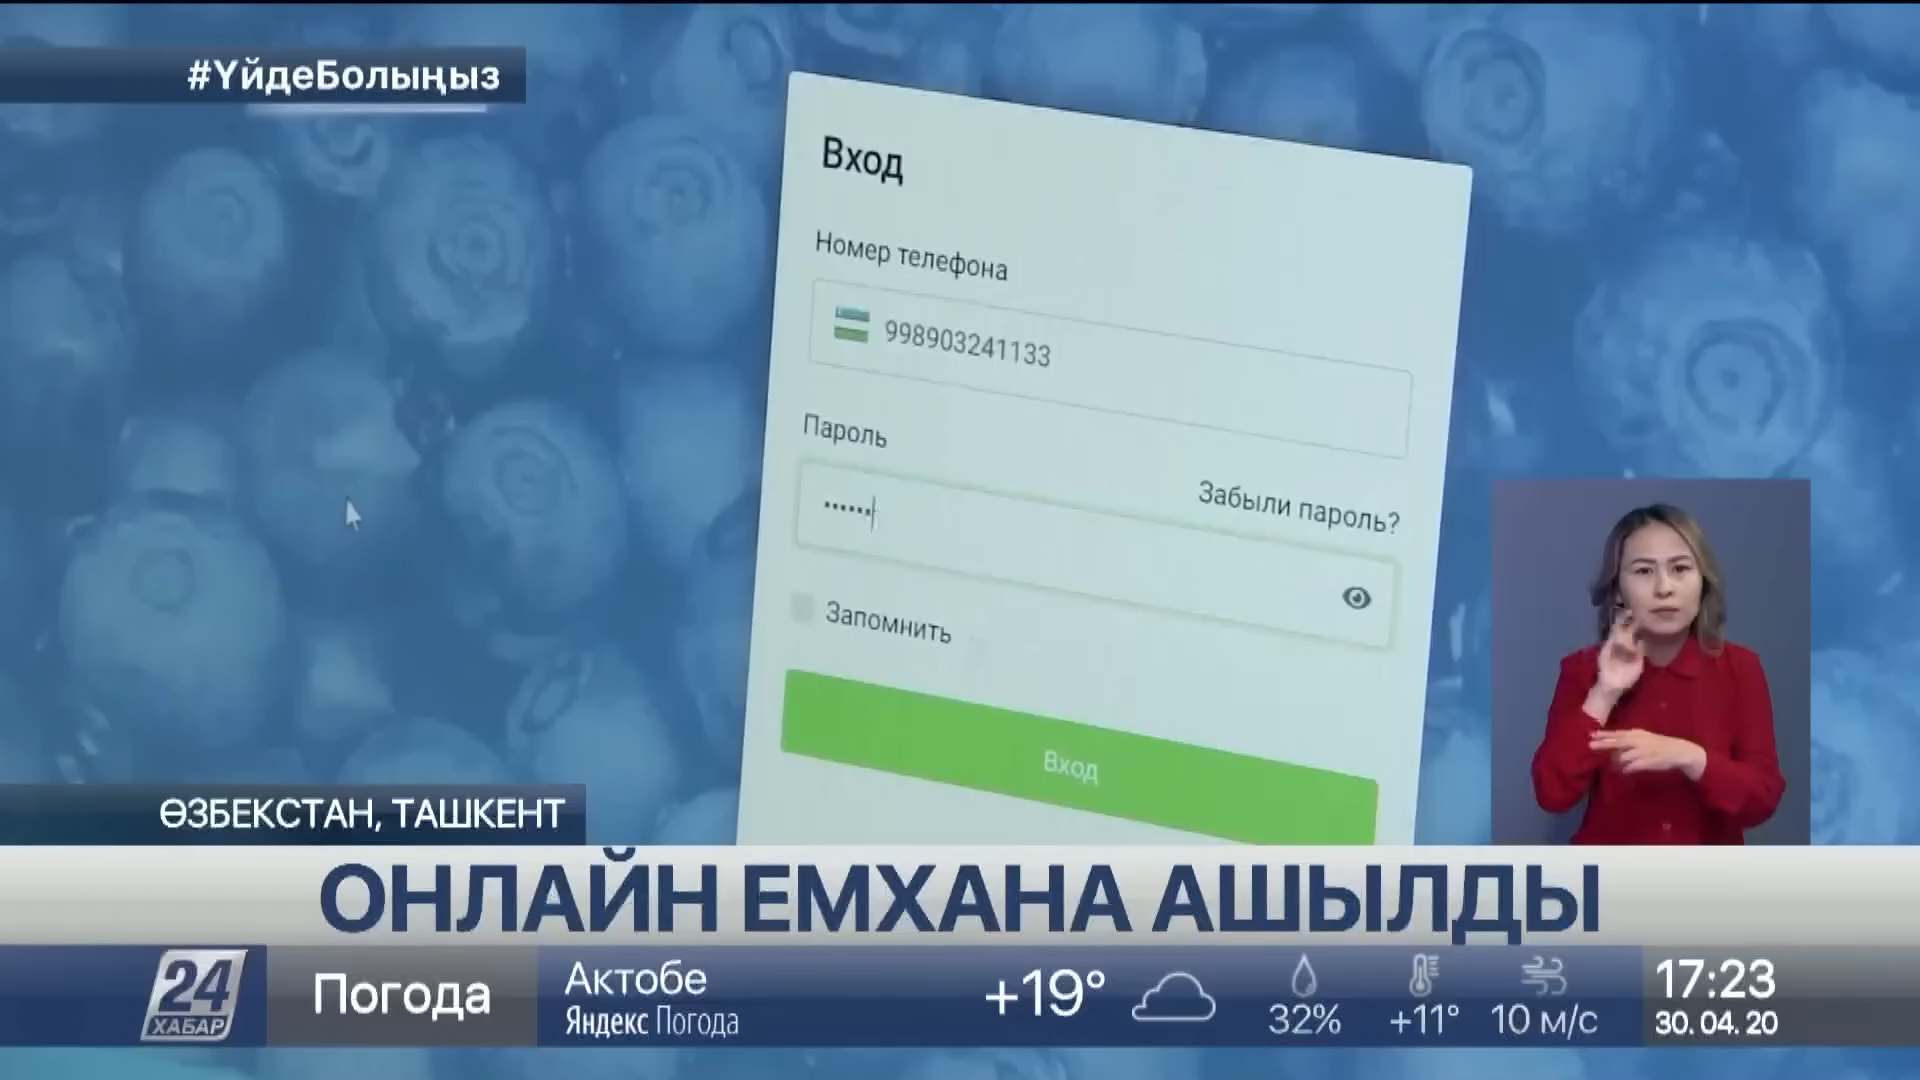 #ҮйдеБолыңыз
Вход
Номер телефона
998903241133
Пароль
Забыли пароль?
••••••
Запомнить
Вход
ӨЗБЕКСТАН, ТАШКЕНТ
ОНЛАЙН ЕМХАНА АШЫЛДЫ
24
ХАБАР
Погода
Актобе
Яндекс Погода
+19°
32%
+11°
10 м/с
17:23
30. 04. 20